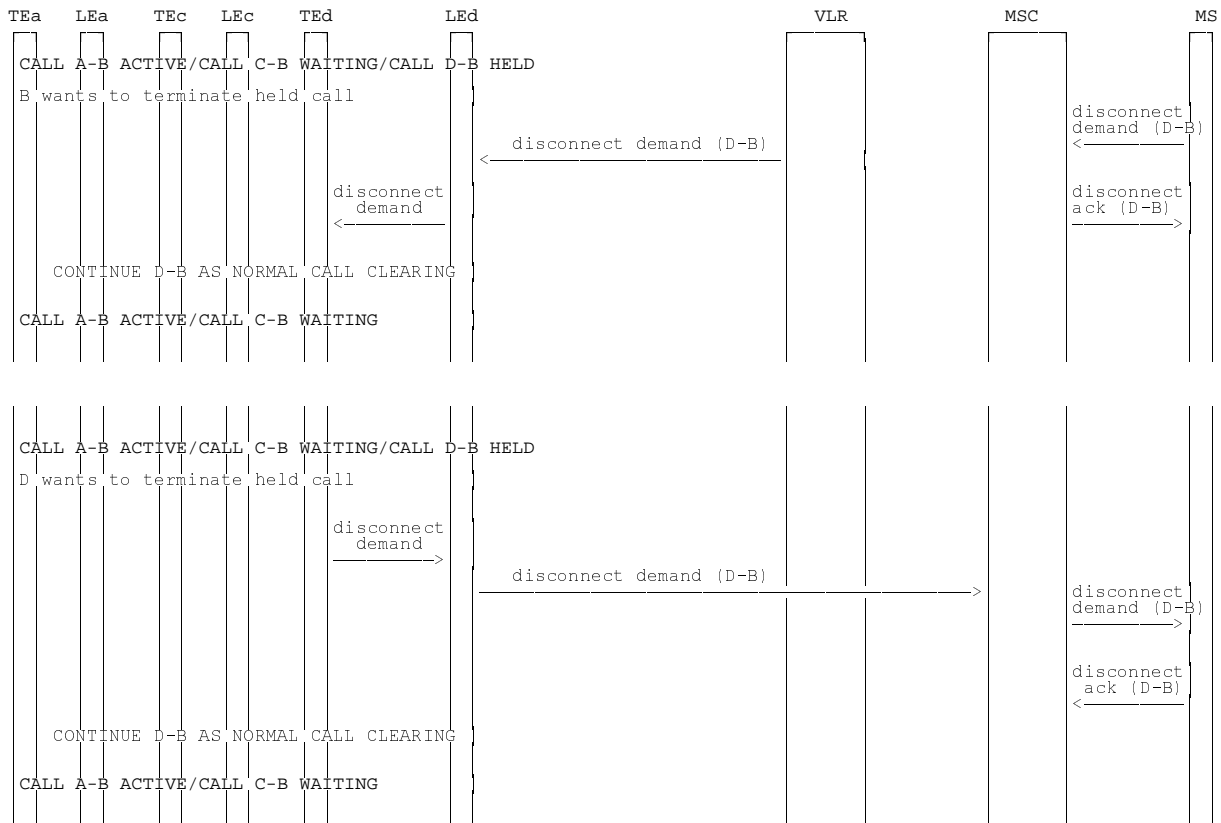 TEa LEa TEc LEc TEd LEd VLR MSC MS
CALL A-B ACTIVE/CALL C-B WAITING/CALL D-B HELD
B wants to terminate held call
disconnect
demand (D-B)
disconnect demand (D-B)
disconnect
demand
disconnect
ack (D-B)
CONTINUE D-B AS NORMAL CALL CLEARING
CALL A-B ACTIVE/CALL C-B WAITING
CALL A-B ACTIVE/CALL C-B WAITING/CALL D-B HELD
D wants to terminate held call
disconnect
demand
disconnect demand (D-B)
disconnect
demand (D-B)
disconnect
ack (D-B)
CONTINUE D-B AS NORMAL CALL CLEARING
CALL A-B ACTIVE/CALL C-B WAITING